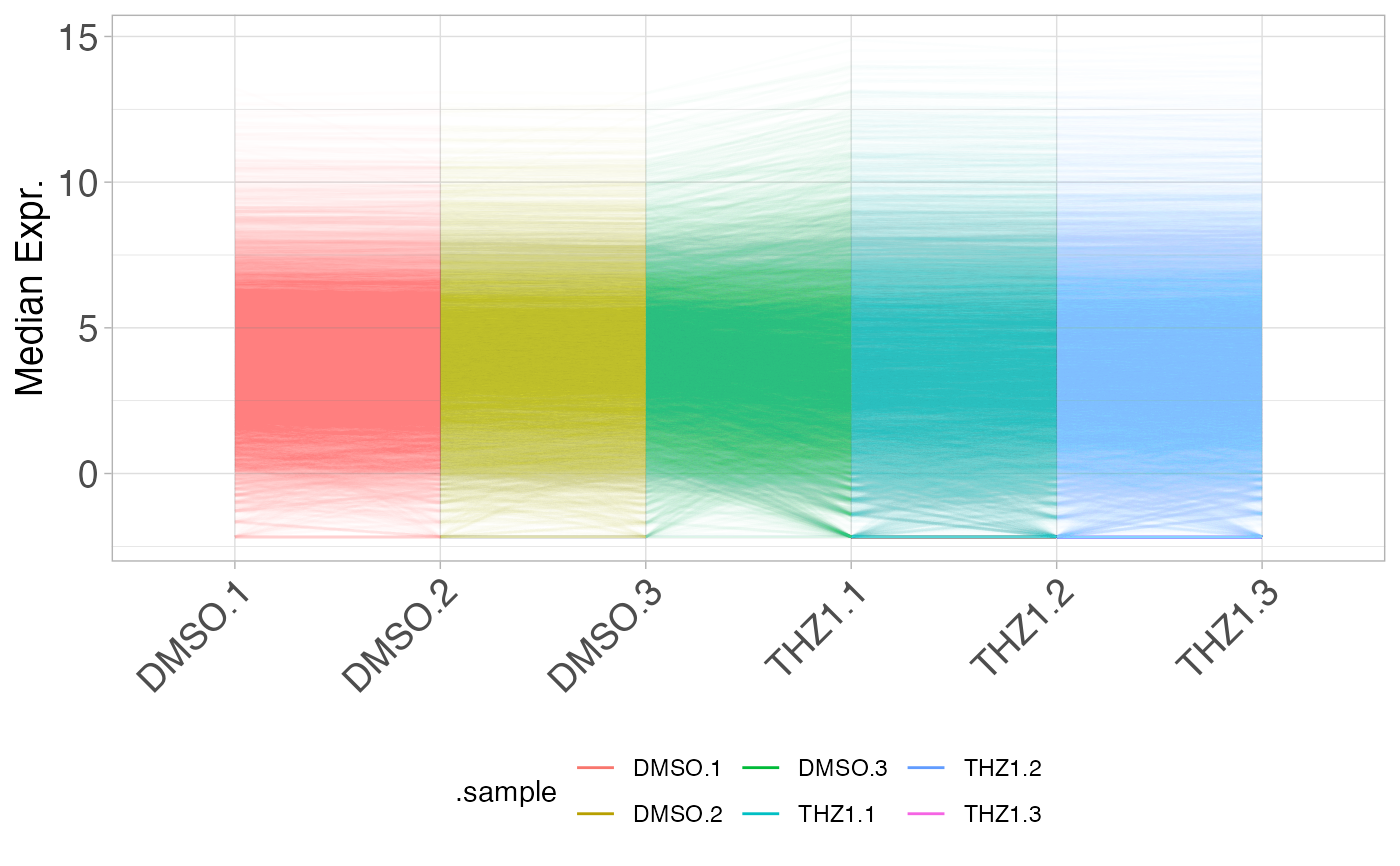 15
10
5
0
Median Expr.
DMSO.1
DMSO.2
DMSO.3
THZ1.1
THZ1.2
THZ1.3
.sample
DMSO.1 DMSO.3 THZ1.2
DMSO.2 THZ1.1 THZ1.3